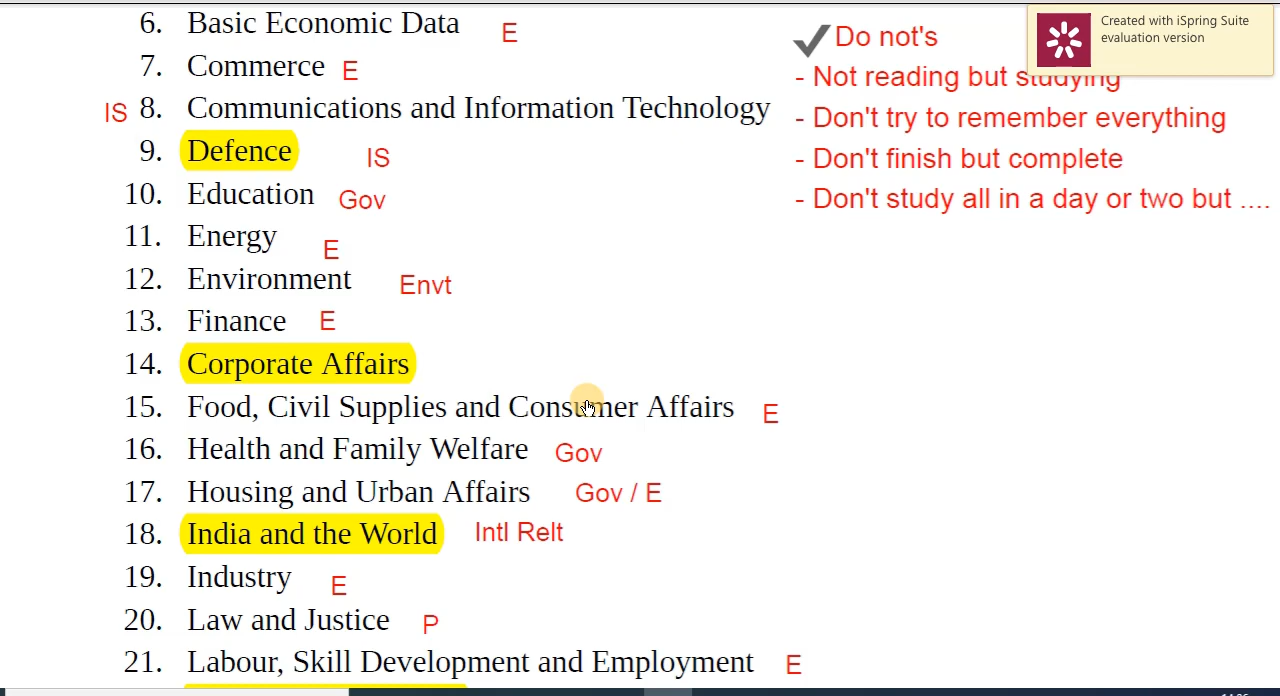 6. Basic Economic Data E
7. Commerce E
IS 8. Communications and Information Technology
9. Defence IS
10. Education Gov
11. Energy E
12. Environment Envt
13. Finance E
14. Corporate Affairs
15. Food, Civil Supplies and Consumer Affairs E
16. Health and Family Welfare Gov
17. Housing and Urban Affairs Gov / E
18. India and the World Intl Relt
19. Industry E
20. Law and Justice P
21. Labour, Skill Development and Employment E
Do not's
- Not reading but studying
- Don't try to remember everything
- Don't finish but complete
- Don't study all in a day or two but ....
Created with iSpring Suite
evaluation version